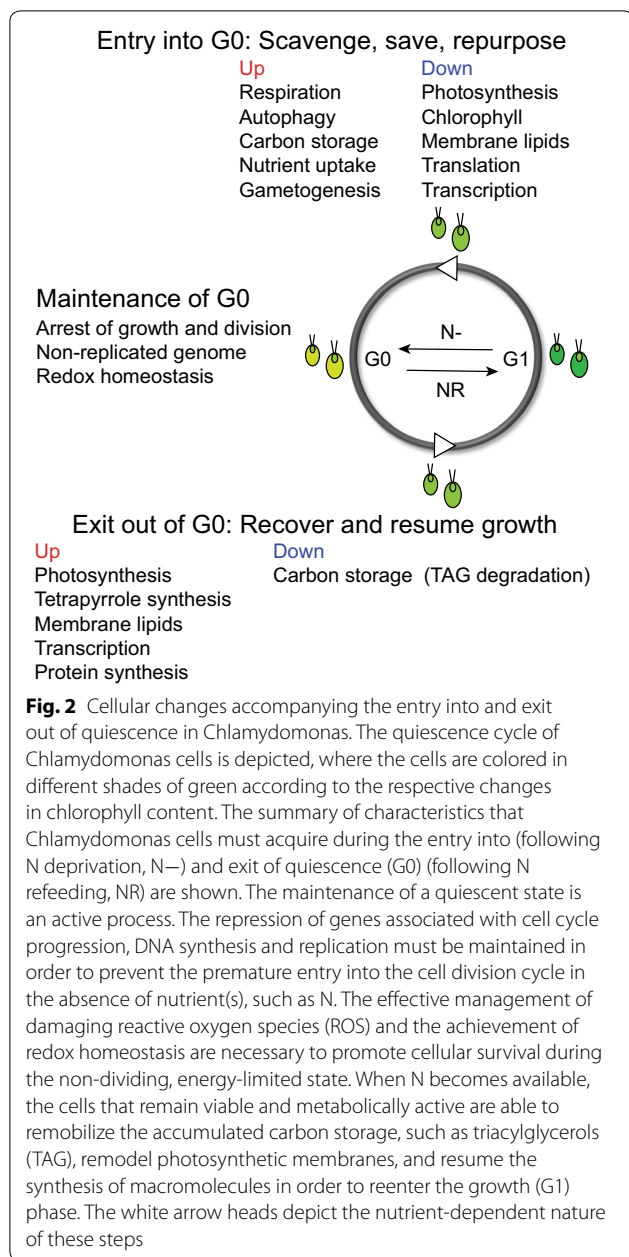 Entry into G0: Scavenge, save, repurpose
Up Down
Respiration Photosynthesis
Autophagy Chlorophyll
Carbon storage Membrane lipids
Nutrient uptake Translation
Gametogenesis Transcription
Maintenance of G0
Arrest of growth and division
Non-replicated genome
Redox homeostasis
N-
G0 G1
NR
Exit out of G0: Recover and resume growth
Up Down
Photosynthesis Carbon storage (TAG degradation)
Tetrapyrrole synthesis
Membrane lipids
Transcription
Protein synthesis
Fig. 2 Cellular changes accompanying the entry into and exit
out of quiescence in Chlamydomonas. The quiescence cycle of
Chlamydomonas cells is depicted, where the cells are colored in
different shades of green according to the respective changes
in chlorophyll content. The summary of characteristics that
Chlamydomonas cells must acquire during the entry into (following
N deprivation, N−) and exit of quiescence (G0) (following N
refeeding, NR) are shown. The maintenance of a quiescent state is
an active process. The repression of genes associated with cell cycle
progression, DNA synthesis and replication must be maintained in
order to prevent the premature entry into the cell division cycle in
the absence of nutrient(s), such as N. The effective management of
damaging reactive oxygen species (ROS) and the achievement of
redox homeostasis are necessary to promote cellular survival during
the non-dividing, energy-limited state. When N becomes available,
the cells that remain viable and metabolically active are able to
remobilize the accumulated carbon storage, such as triacylglycerols
(TAG), remodel photosynthetic membranes, and resume the
synthesis of macromolecules in order to reenter the growth (G1)
phase. The white arrow heads depict the nutrient-dependent nature
of these steps